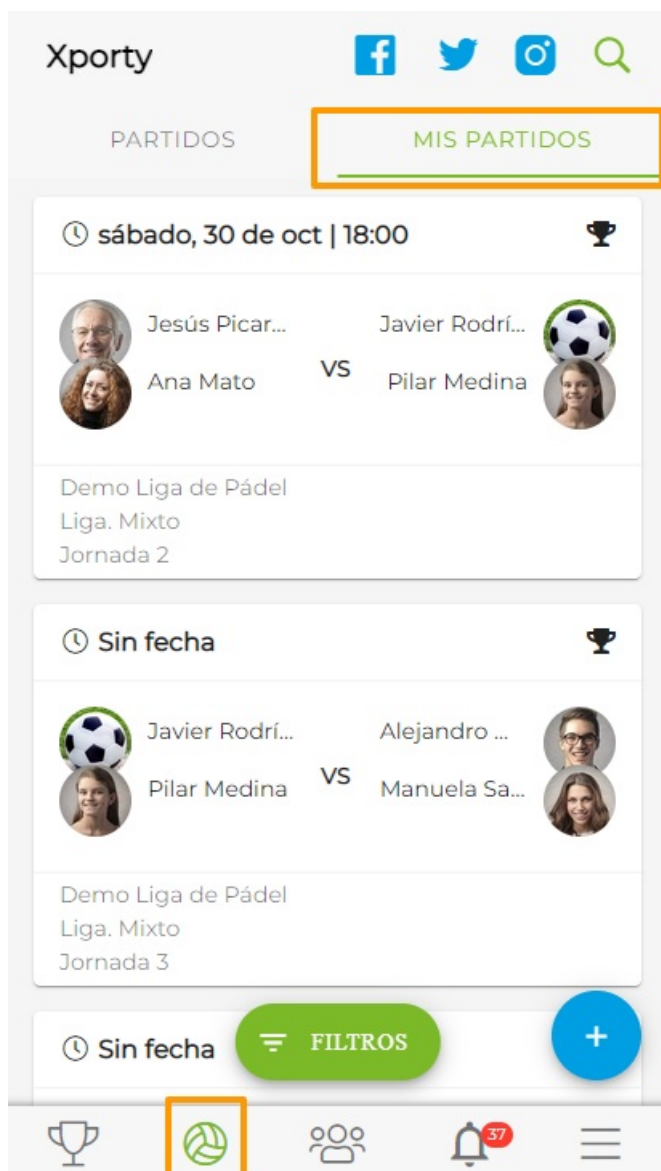 Xporty
PARTIDOS MIS PARTIDOS
sábado, 30 de oct | 18:00
Jesús Picar... Javier Rodrí...
VS
Ana Mato Pilar Medina
Demo Liga de Pádel
Liga. Mixto
Jornada 2
Sin fecha
Javier Rodrí... Alejandro ...
VS
Pilar Medina Manuela Sa...
Demo Liga de Pádel
Liga. Mixto
Jornada 3
Sin fecha
FILTROS
+
37